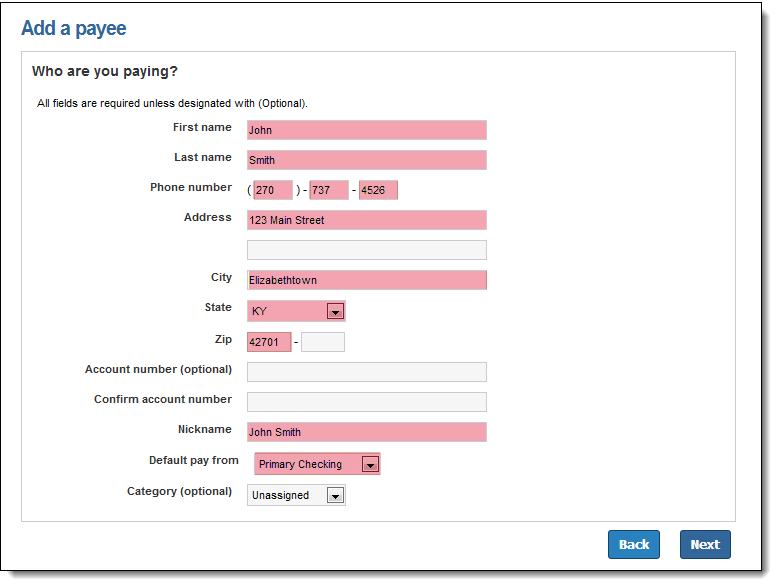 Add a payee
Who are you paying?
All fields are required unless designated with (Optional).
First name John
Last name Smith
Phone number ( 270 ) - 737 - 4526
Address 123 Main Street
City Elizabethtown
State KY
Zip 42701 -
Account number (optional)
Confirm account number
Nickname John Smith
Default pay from Primary Checking
Category (optional) Unassigned
Back Next